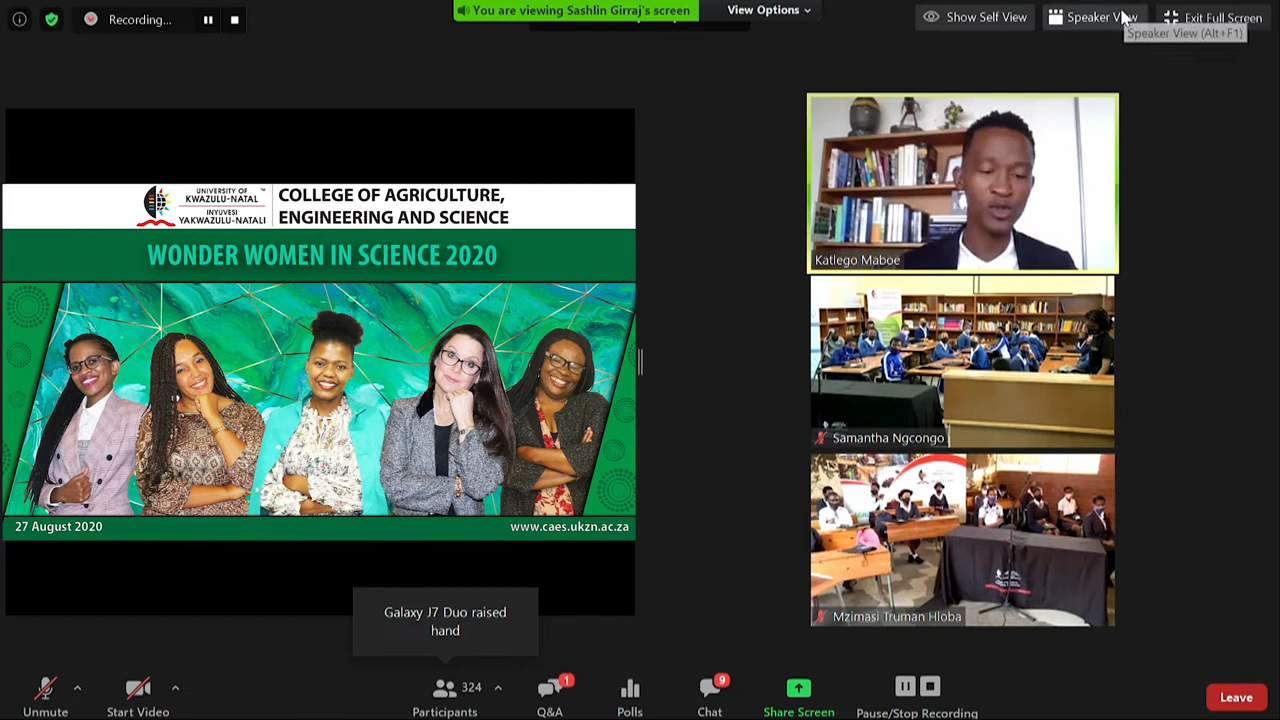 Recording...
You are viewing Sashlin Girraj's screen
View Options
Show Self View
Speaker View
Exit Full Screen
Speaker View (Alt+F1)
UNIVERSITY OF
KWAZULU-NATAL
INYUVESI
YAKWAZULU-NATALI
COLLEGE OF AGRICULTURE,
ENGINEERING AND SCIENCE
WONDER WOMEN IN SCIENCE 2020
27 August 2020
www.caes.ukzn.ac.za
Katlego Maboe
Samantha Ngcongo
Mzimasi Truman Hloba
Galaxy J7 Duo raised
hand
Unmute
Start Video
324
Participants
1
Q&A
Polls
9
Chat
Share Screen
Pause/Stop Recording
Leave